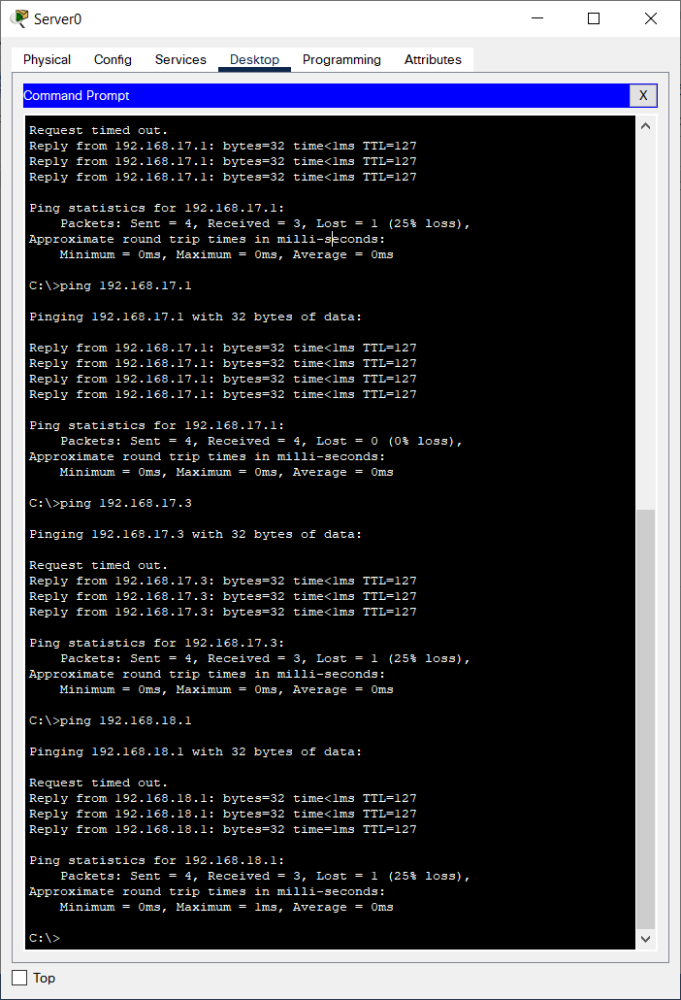 Server0
Physical Config Services Desktop Programming Attributes
Command Prompt X
Request timed out.
Reply from 192.168.17.1: bytes=32 time<1ms TTL=127
Reply from 192.168.17.1: bytes=32 time<1ms TTL=127
Reply from 192.168.17.1: bytes=32 time<1ms TTL=127
Ping statistics for 192.168.17.1:
    Packets: Sent = 4, Received = 3, Lost = 1 (25% loss),
Approximate round trip times in milli-seconds:
    Minimum = 0ms, Maximum = 0ms, Average = 0ms
C:\>ping 192.168.17.1
Pinging 192.168.17.1 with 32 bytes of data:
Reply from 192.168.17.1: bytes=32 time<1ms TTL=127
Reply from 192.168.17.1: bytes=32 time<1ms TTL=127
Reply from 192.168.17.1: bytes=32 time<1ms TTL=127
Reply from 192.168.17.1: bytes=32 time<1ms TTL=127
Ping statistics for 192.168.17.1:
    Packets: Sent = 4, Received = 4, Lost = 0 (0% loss),
Approximate round trip times in milli-seconds:
    Minimum = 0ms, Maximum = 0ms, Average = 0ms
C:\>ping 192.168.17.3
Pinging 192.168.17.3 with 32 bytes of data:
Request timed out.
Reply from 192.168.17.3: bytes=32 time<1ms TTL=127
Reply from 192.168.17.3: bytes=32 time<1ms TTL=127
Reply from 192.168.17.3: bytes=32 time<1ms TTL=127
Ping statistics for 192.168.17.3:
    Packets: Sent = 4, Received = 3, Lost = 1 (25% loss),
Approximate round trip times in milli-seconds:
    Minimum = 0ms, Maximum = 0ms, Average = 0ms
C:\>ping 192.168.18.1
Pinging 192.168.18.1 with 32 bytes of data:
Request timed out.
Reply from 192.168.18.1: bytes=32 time<1ms TTL=127
Reply from 192.168.18.1: bytes=32 time<1ms TTL=127
Reply from 192.168.18.1: bytes=32 time=1ms TTL=127
Ping statistics for 192.168.18.1:
    Packets: Sent = 4, Received = 3, Lost = 1 (25% loss),
Approximate round trip times in milli-seconds:
    Minimum = 0ms, Maximum = 1ms, Average = 0ms
C:\>
Top